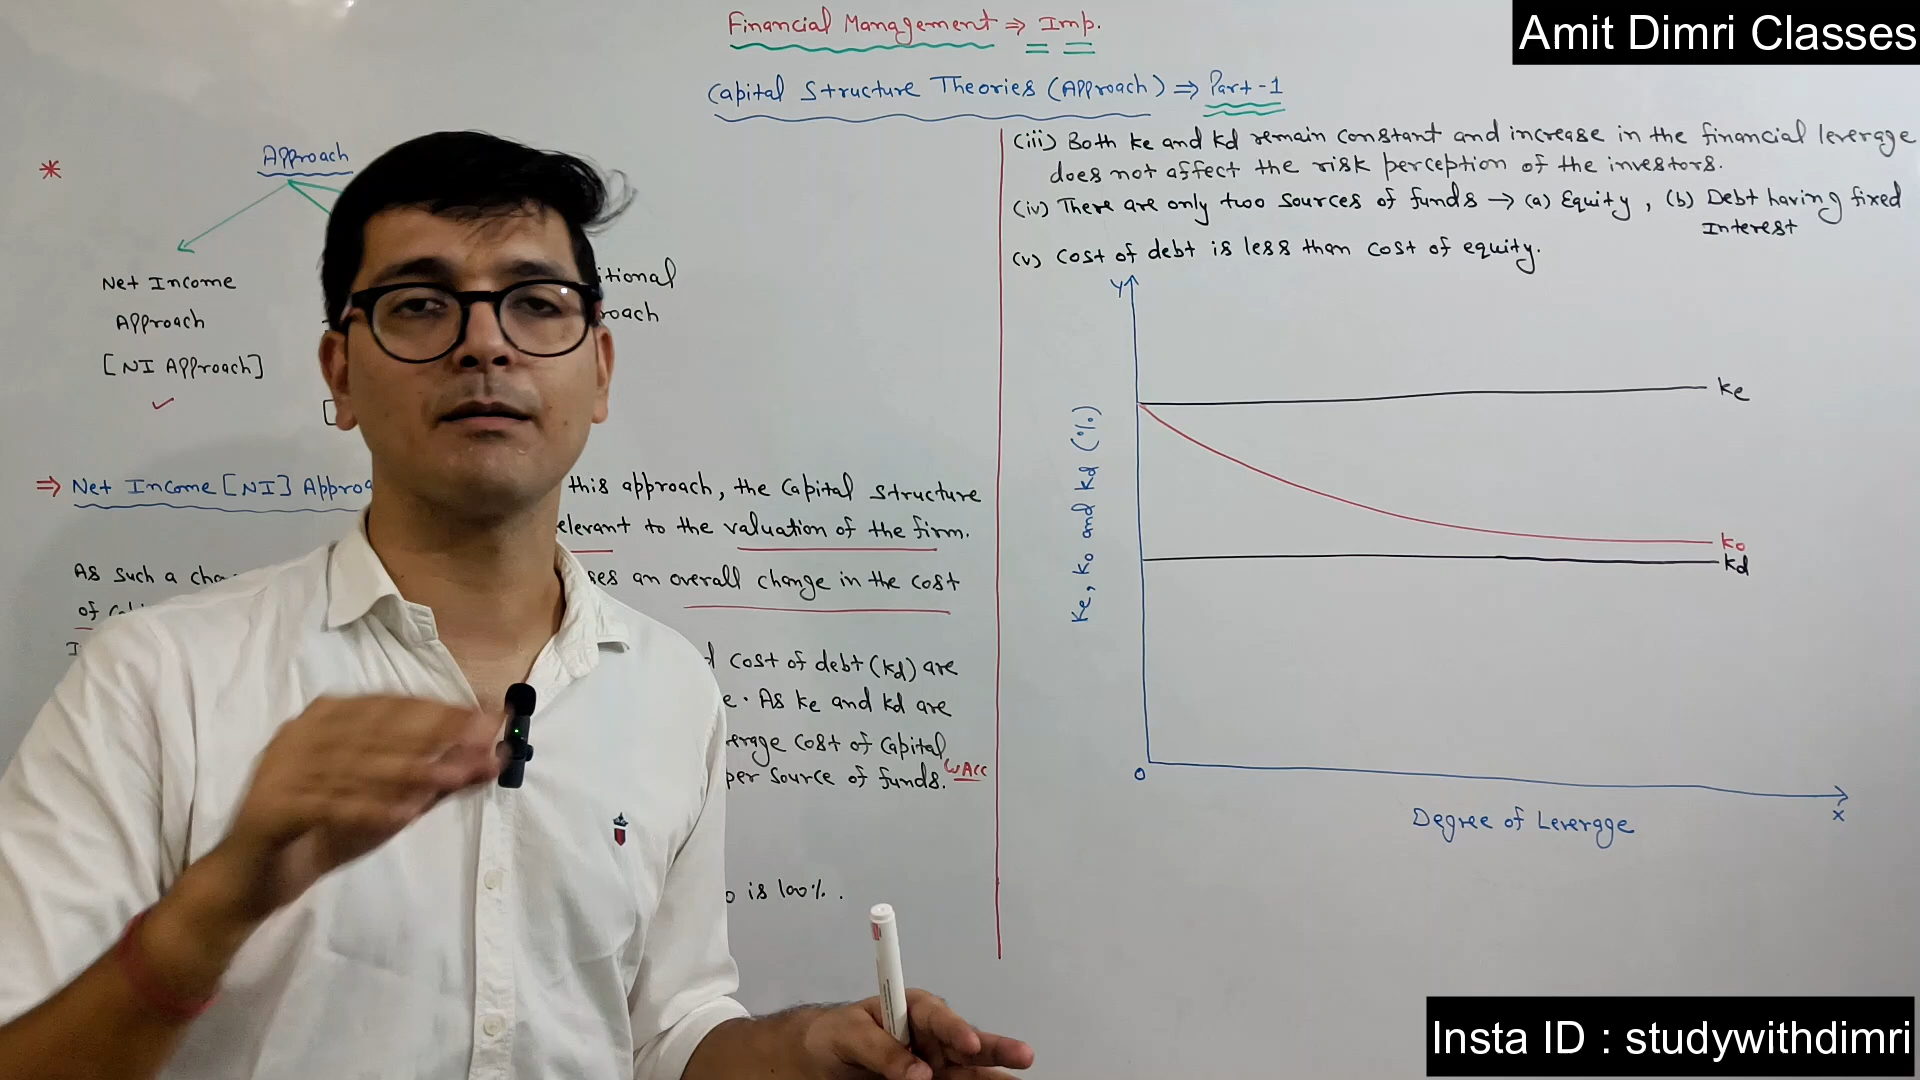 Financial Management ⇒ Imp.
Amit Dimri Classes
Capital Structure Theories (Approach) ⇒ Part-1
* Approach
Net Income
Approach
[NI Approach]
✓
itional
roach
[
⇒ Net Income [NI] Approa this approach, the capital structure
elevant to the valuation of the firm.
As such a cha ses an overall change in the cost
of
I
d cost of debt (kd) are
e. As ke and kd are
erage cost of capital
WACC
per source of funds.
o is 100%.
(iii) Both ke and kd remain constant and increase in the financial leverage
does not affect the risk perception of the investors.
(iv) There are only two sources of funds → (a) Equity, (b) Debt having fixed
Interest
(v) Cost of debt is less than cost of equity.
Y
ke
ke, ko and kd (%)
ko
kd
0
X
Degree of Leverage
Insta ID : studywithdimri